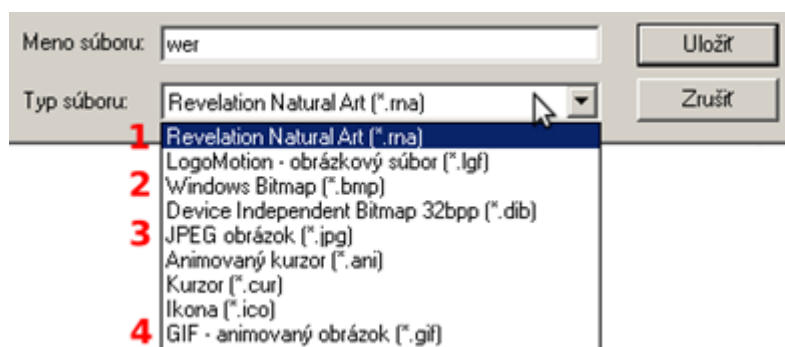 Meno súboru: wer Uložiť
Typ súboru: Revelation Natural Art (*.rna) Zrušiť
1 Revelation Natural Art (*.rna)
LogoMotion - obrázkový súbor (*.lgf)
2 Windows Bitmap (*.bmp)
Device Independent Bitmap 32bpp (*.dib)
3 JPEG obrázok (*.jpg)
Animovaný kurzor (*.ani)
Kurzor (*.cur)
Ikona (*.ico)
4 GIF - animovaný obrázok (*.gif)